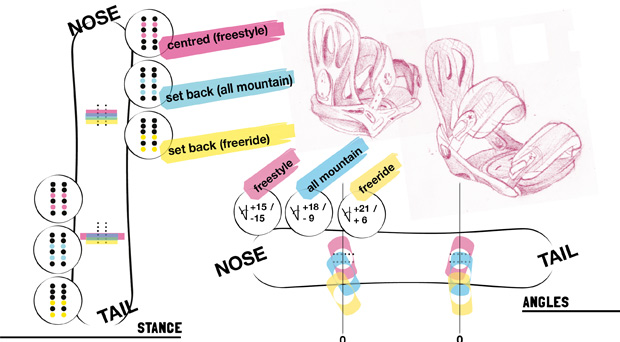 NOSE
centred (freestyle)
set back (all mountain)
set back (freeride)
TAIL
STANCE
freestyle
all mountain
freeride
+15 /
-15
+18 /
- 9
+21 /
+ 6
NOSE
TAIL
ANGLES
0
0